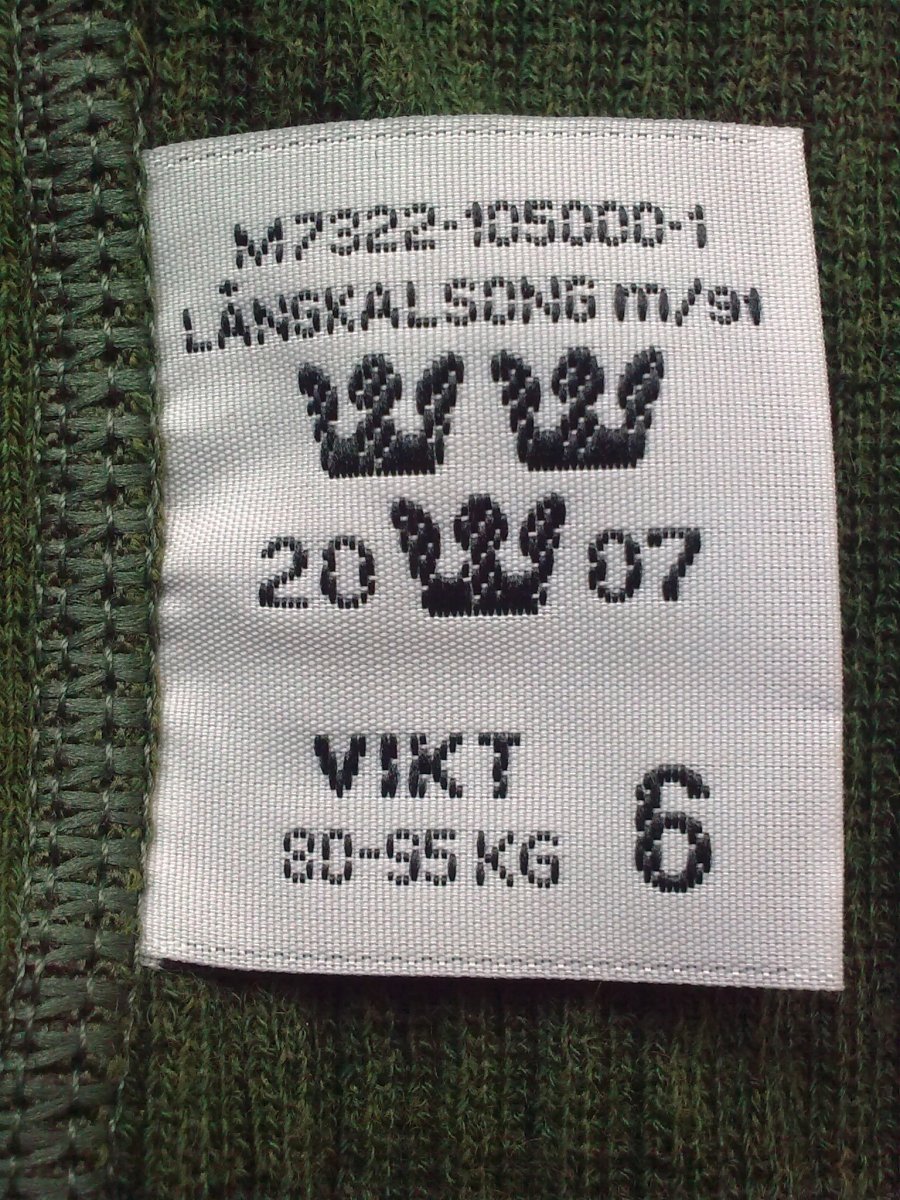 M7322-105000-1
LÅNGKALSONG m/91
20 07
VIKT
80-95 KG 6